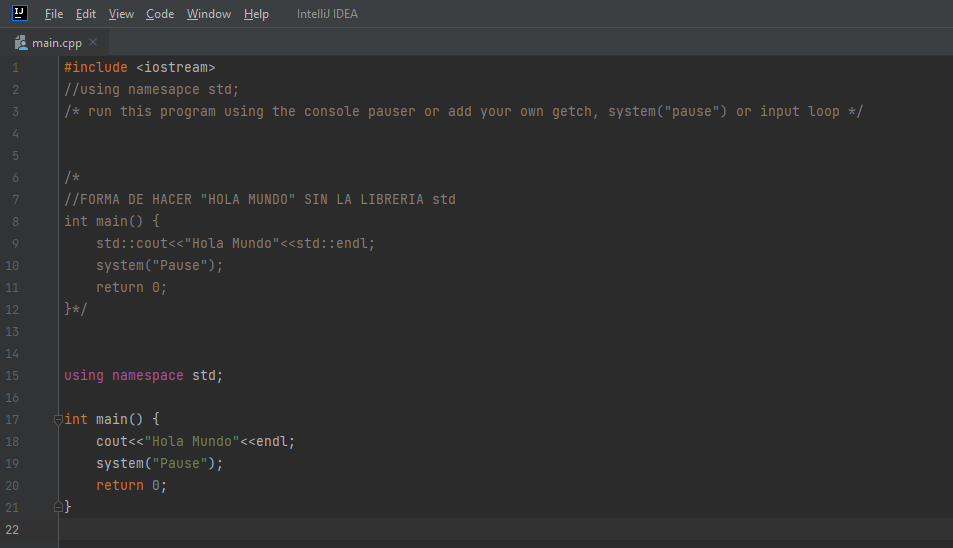 IJ File Edit View Code Window Help IntelliJ IDEA
main.cpp
1 #include <iostream>
2 //using namesapce std;
3 /* run this program using the console pauser or add your own getch, system("pause") or input loop */
4
5
6 /*
7 //FORMA DE HACER "HOLA MUNDO" SIN LA LIBRERIA std
8 int main() {
9 std::cout<<"Hola Mundo"<<std::endl;
10 system("Pause");
11 return 0;
12 }*/
13
14
15 using namespace std;
16
17 int main() {
18 cout<<"Hola Mundo"<<endl;
19 system("Pause");
20 return 0;
21 }
22